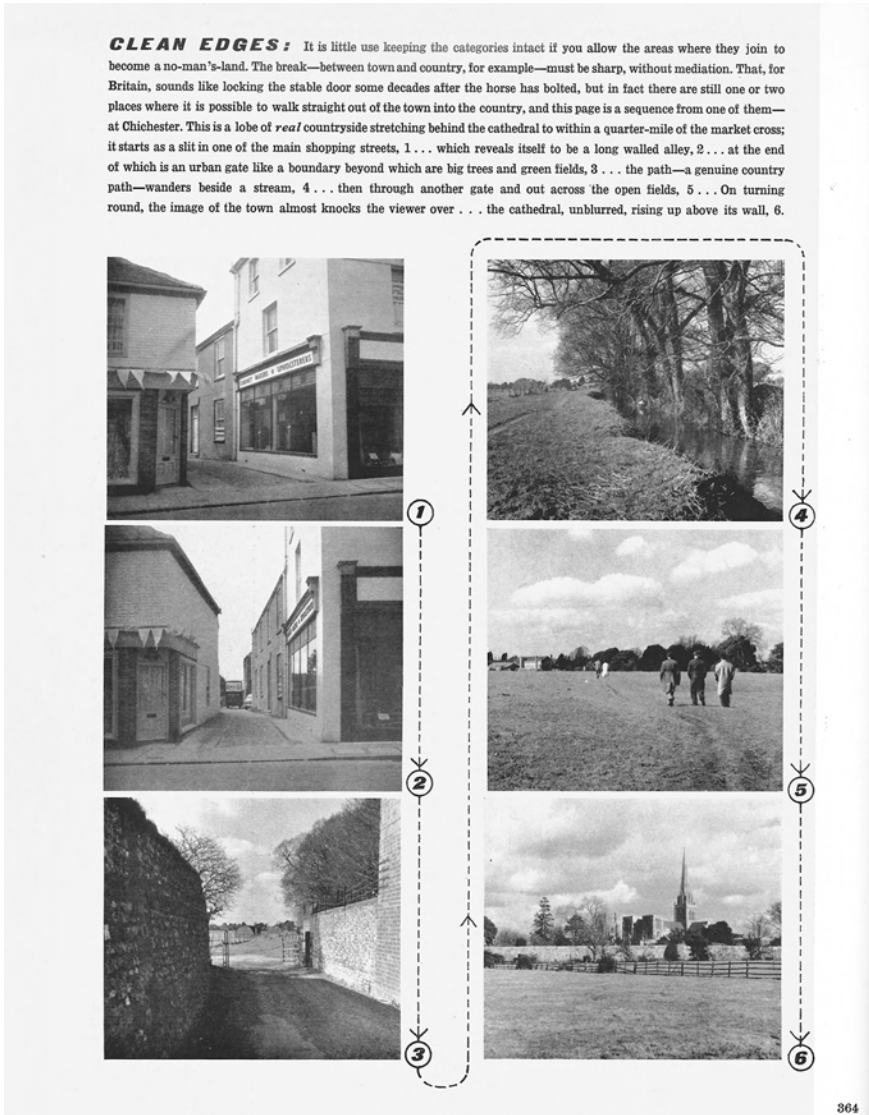 CLEAN EDGES: It is little use keeping the categories intact if you allow the areas where they join to
become a no-man's-land. The break—between town and country, for example—must be sharp, without mediation. That, for
Britain, sounds like locking the stable door some decades after the horse has bolted, but in fact there are still one or two
places where it is possible to walk straight out of the town into the country, and this page is a sequence from one of them—
at Chichester. This is a lobe of real countryside stretching behind the cathedral to within a quarter-mile of the market cross;
it starts as a slit in one of the main shopping streets, 1 . . . which reveals itself to be a long walled alley, 2 . . . at the end
of which is an urban gate like a boundary beyond which are big trees and green fields, 3 . . . the path—a genuine country
path—wanders beside a stream, 4 . . . then through another gate and out across the open fields, 5 . . . On turning
round, the image of the town almost knocks the viewer over . . . the cathedral, unblurred, rising up above its wall, 6.
CABINET MAKERS & UPHOLSTERERS
1
2
3
4
5
6
364